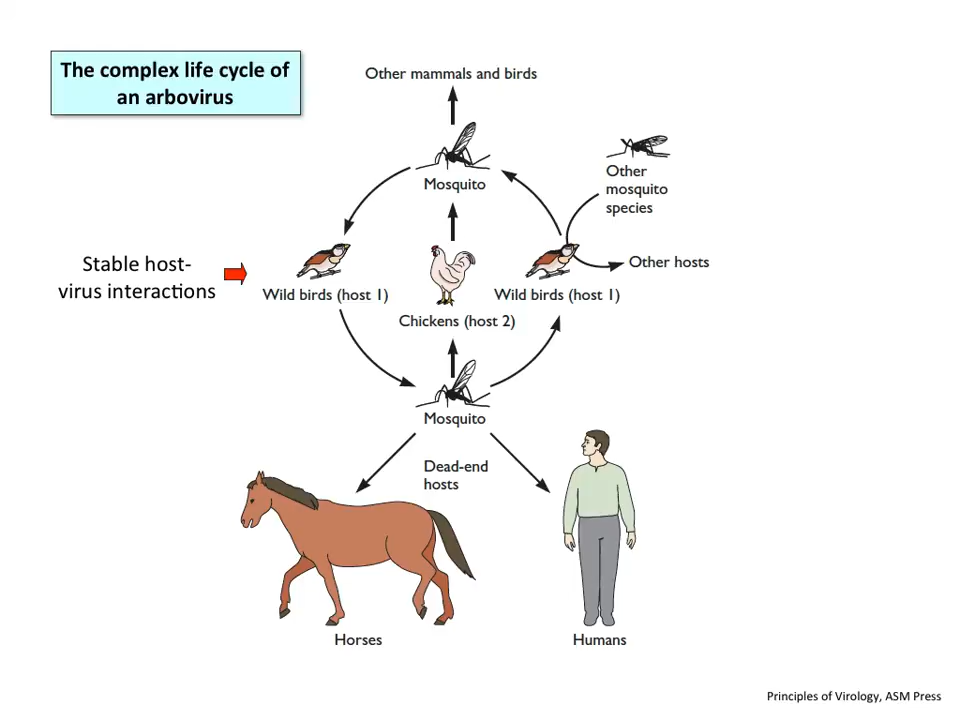 The complex life cycle of
an arbovirus
Other mammals and birds
Mosquito
Other
mosquito
species
Stable host-
virus interactions
Other hosts
Wild birds (host 1)
Wild birds (host 1)
Chickens (host 2)
Mosquito
Dead-end
hosts
Horses
Humans
Principles of Virology, ASM Press